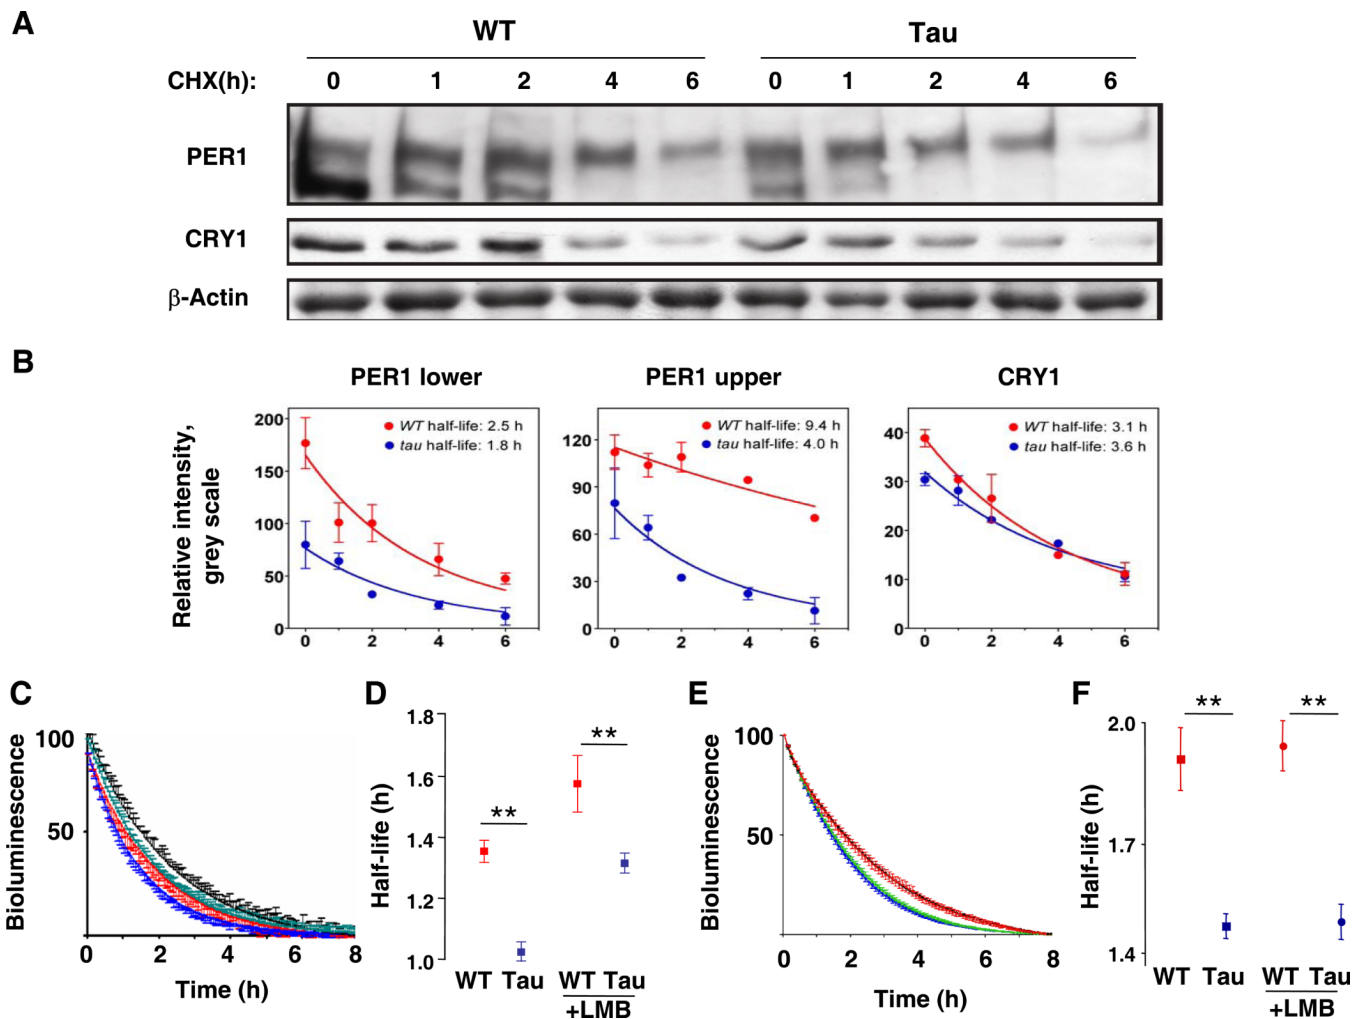 A
WT Tau
CHX(h): 0 1 2 4 6 0 1 2 4 6
PER1
CRY1
β-Actin
B
PER1 lower PER1 upper CRY1
Relative intensity,
grey scale
200
150
100
50
0
0 2 4 6
WT half-life: 2.5 h
tau half-life: 1.8 h
120
90
60
30
0
0 2 4 6
WT half-life: 9.4 h
tau half-life: 4.0 h
40
30
20
10
0
0 2 4 6
WT half-life: 3.1 h
tau half-life: 3.6 h
C
Bioluminescence
100
50
0 2 4 6 8
Time (h)
D
Half-life (h)
1.8
1.6
1.4
1.2
1.0
** **
WT Tau WT Tau
+LMB
E
Bioluminescence
100
50
0 2 4 6 8
Time (h)
F
Half-life (h)
2.0
1.7
1.4
** **
WT Tau WT Tau
+LMB